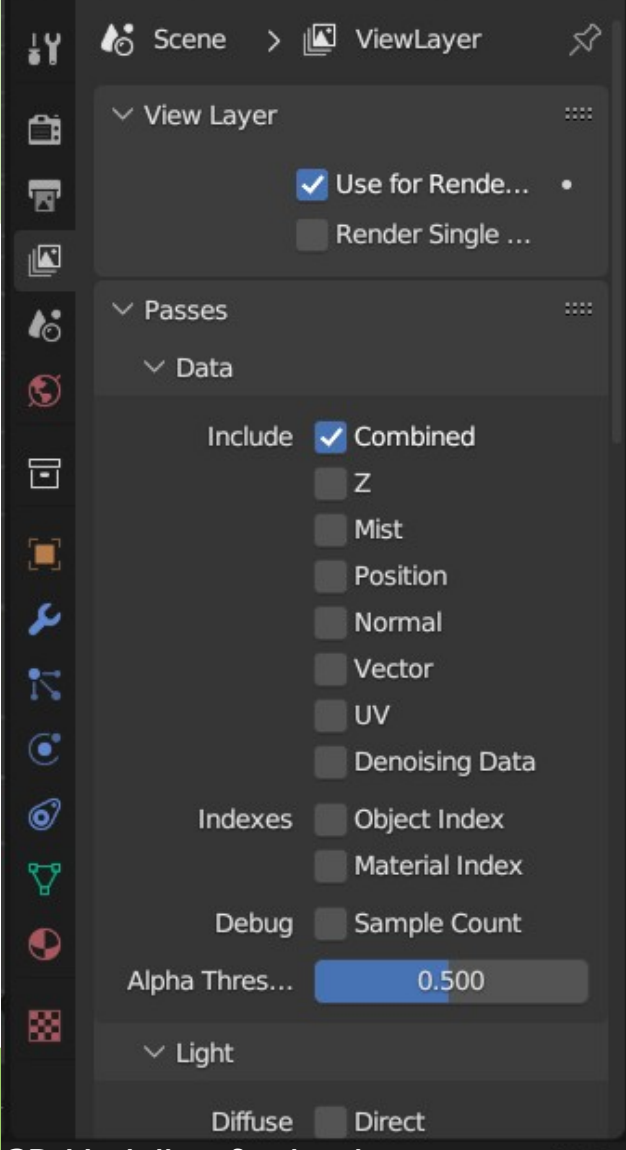 Scene > ViewLayer
View Layer
Use for Rende...
Render Single ...
Passes
Data
Include Combined
Z
Mist
Position
Normal
Vector
UV
Denoising Data
Indexes Object Index
Material Index
Debug Sample Count
Alpha Thres... 0.500
Light
Diffuse Direct